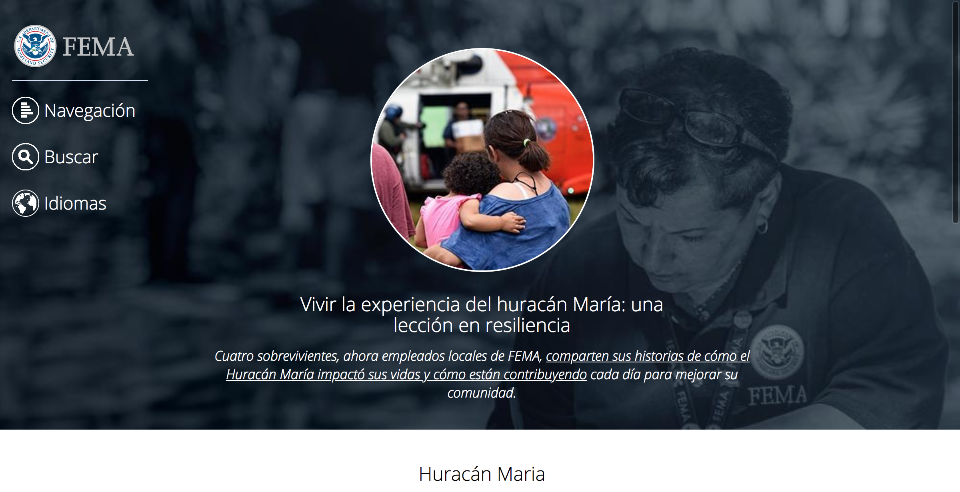 FEMA
Navegación
Buscar
Idiomas
Vivir la experiencia del huracán María: una
lección en resiliencia
Cuatro sobrevivientes, ahora empleados locales de FEMA, comparten sus historias de cómo el
Huracán María impactó sus vidas y cómo están contribuyendo cada día para mejorar su
comunidad.
FEMA
FEMA
FEMA
Huracán Maria